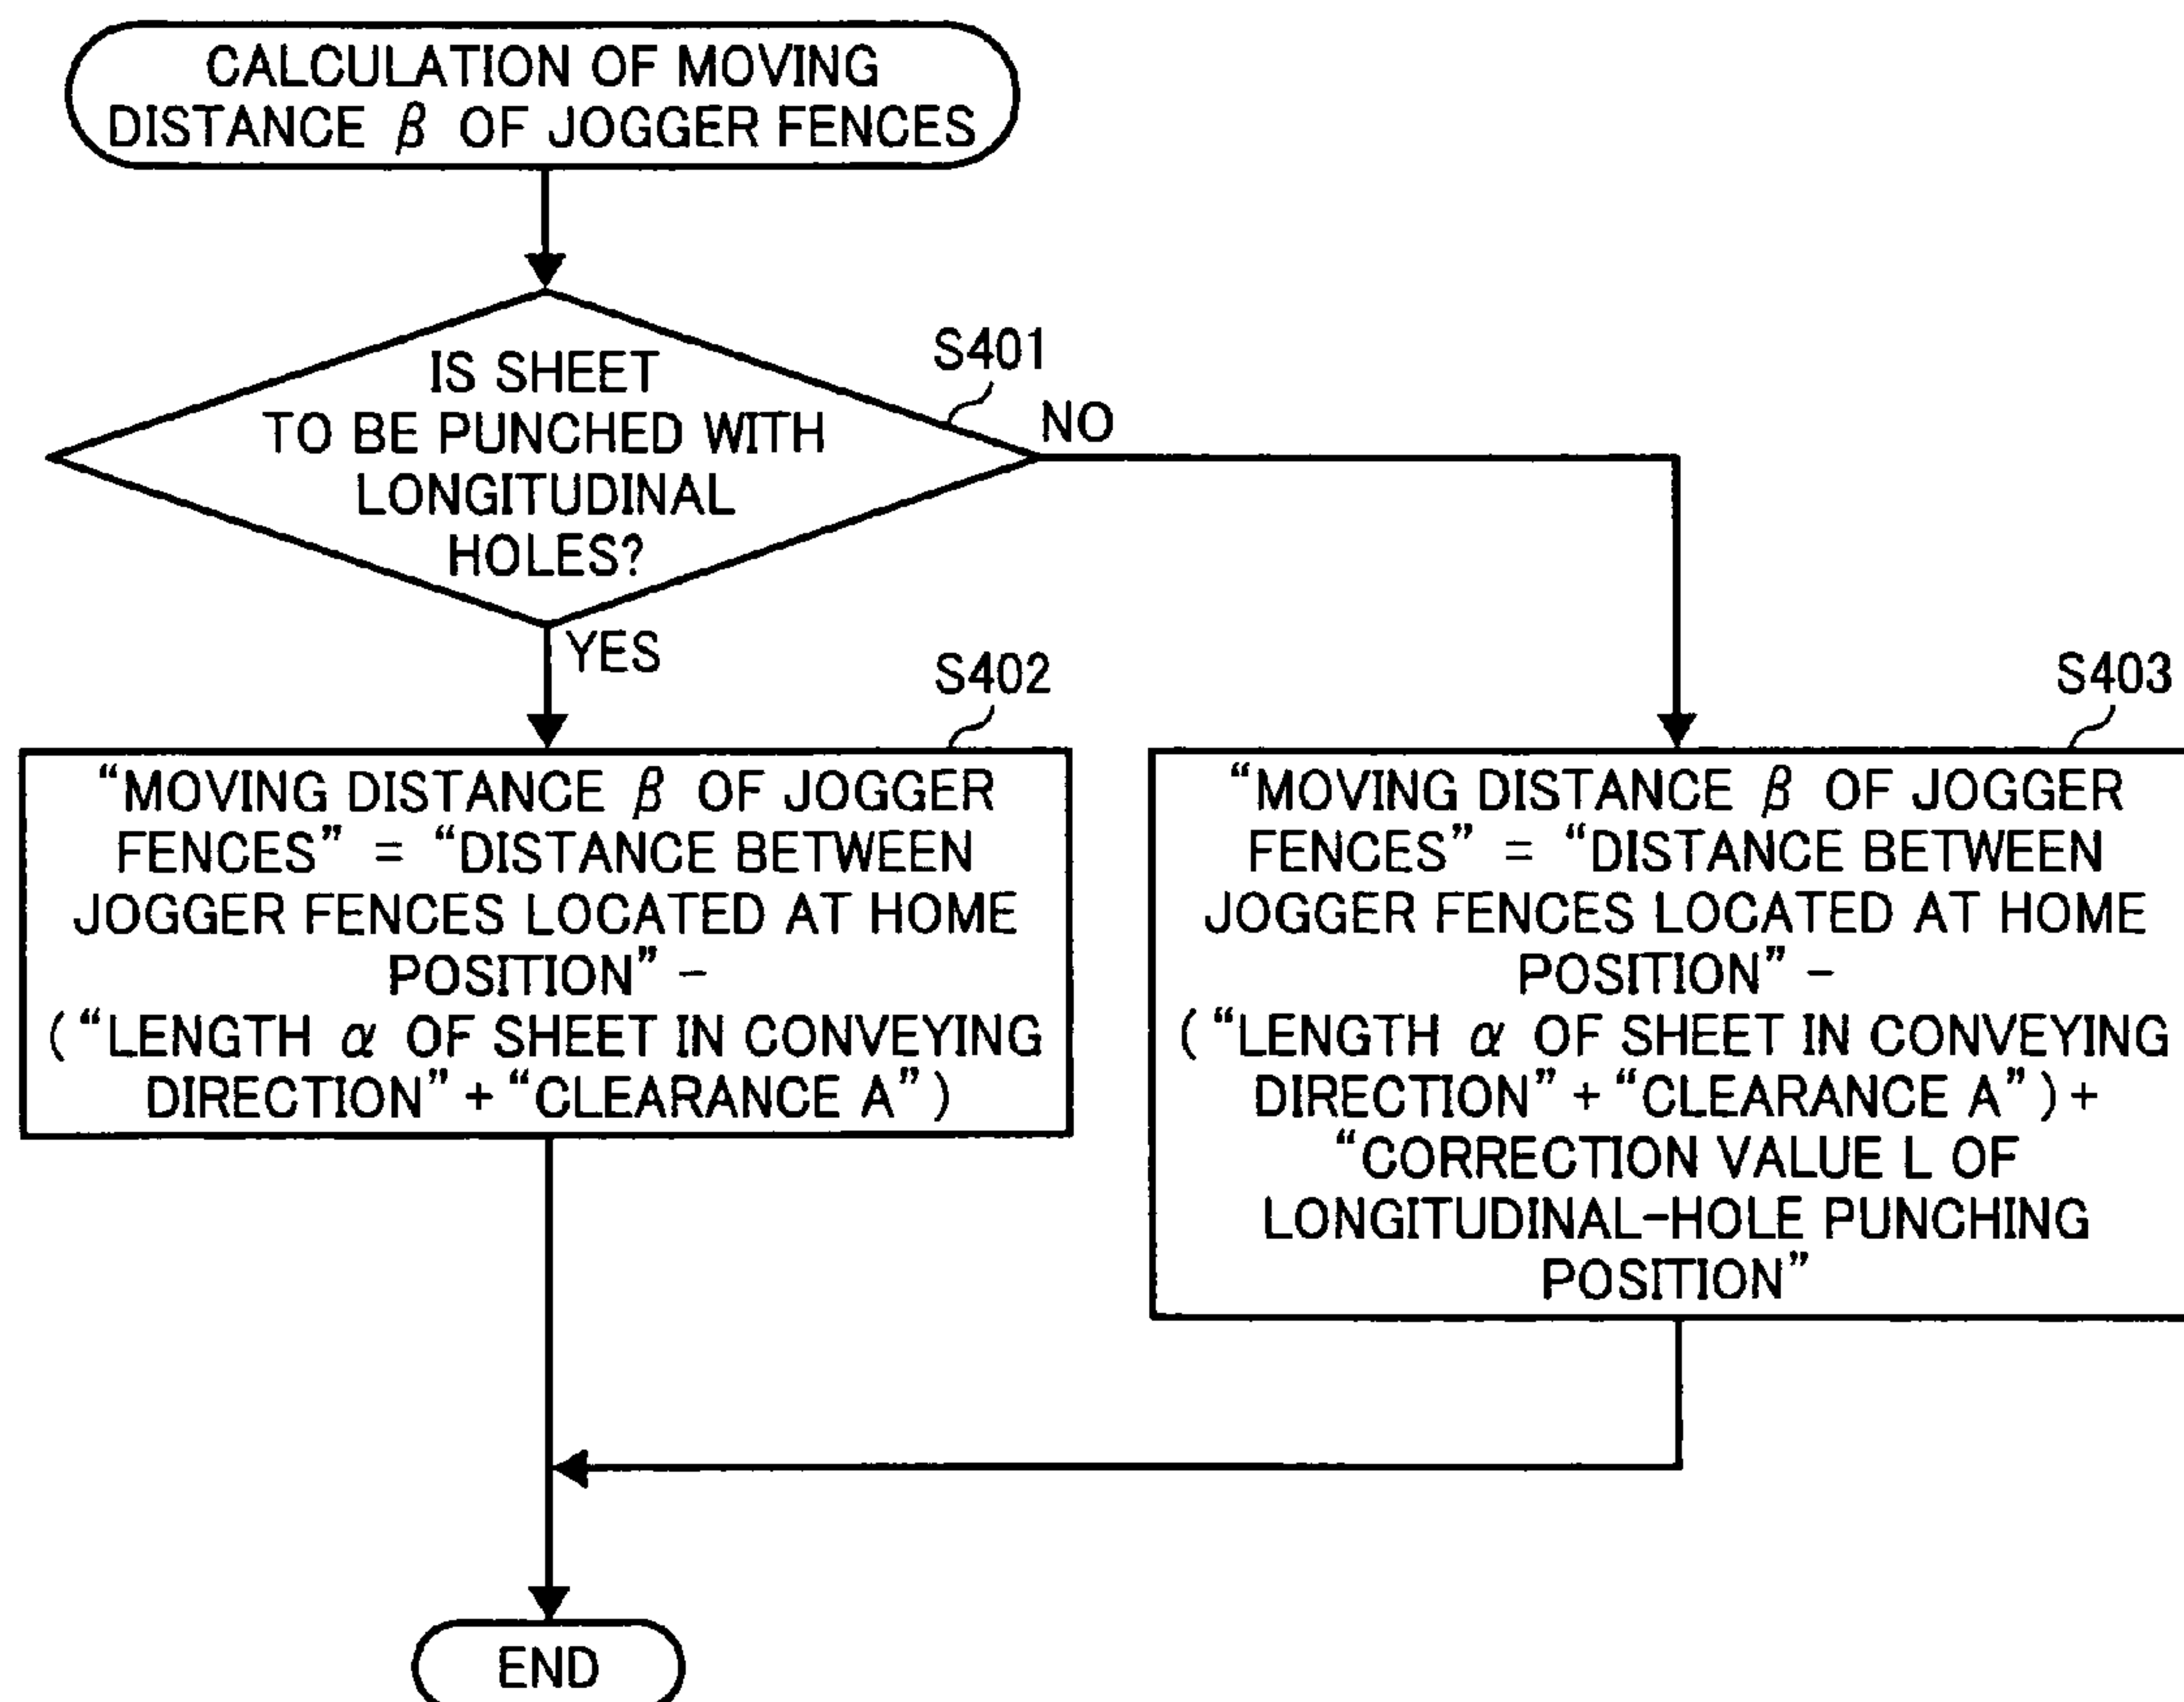 CALCULATION OF MOVING
DISTANCE β OF JOGGER FENCES
S401
IS SHEET
TO BE PUNCHED WITH
LONGITUDINAL
HOLES?
NO
YES
S402
“MOVING DISTANCE β OF JOGGER
FENCES” = “DISTANCE BETWEEN
JOGGER FENCES LOCATED AT HOME
POSITION” −
(“LENGTH α OF SHEET IN CONVEYING
DIRECTION” + “CLEARANCE A”)
S403
“MOVING DISTANCE β OF JOGGER
FENCES” = “DISTANCE BETWEEN
JOGGER FENCES LOCATED AT HOME
POSITION” −
(“LENGTH α OF SHEET IN CONVEYING
DIRECTION” + “CLEARANCE A”) +
“CORRECTION VALUE L OF
LONGITUDINAL-HOLE PUNCHING
POSITION”
END